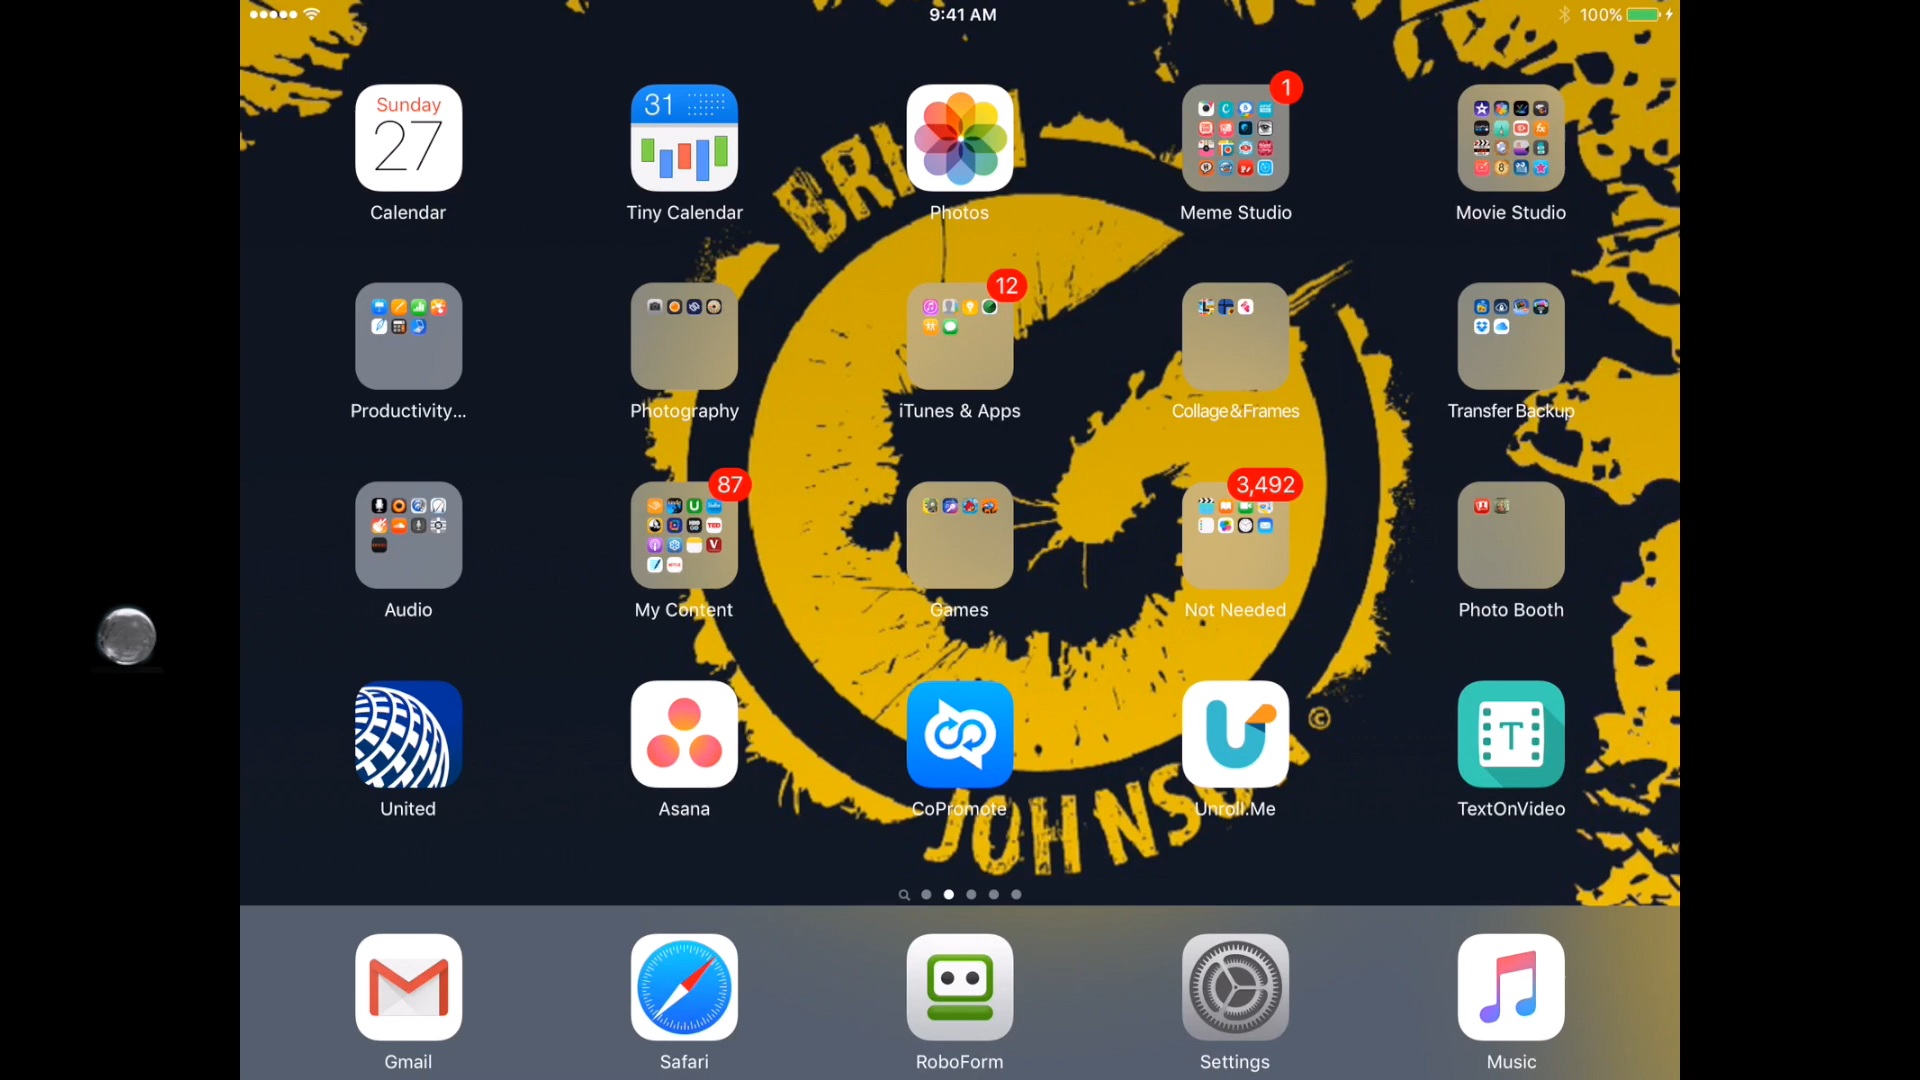 9:41 AM
100%
BRI
Sunday
27
31
1
Calendar
Tiny Calendar
Photos
Meme Studio
Movie Studio
12
Productivity...
Photography
iTunes & Apps
Collage&Frames
Transfer Backup
87
3,492
Audio
My Content
Games
Not Needed
Photo Booth
T
©
United
Asana
CoPromote
Unroll.Me
TextOnVideo
JOHNSO
Gmail
Safari
RoboForm
Settings
Music